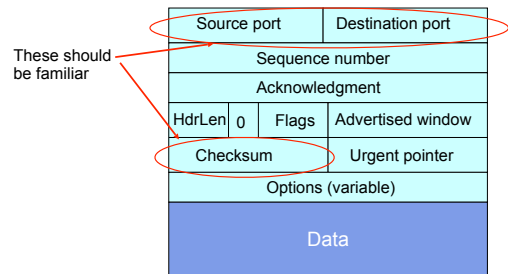 Source port Destination port
These should
be familiar
Sequence number
Acknowledgment
HdrLen 0 Flags Advertised window
Checksum Urgent pointer
Options (variable)
Data